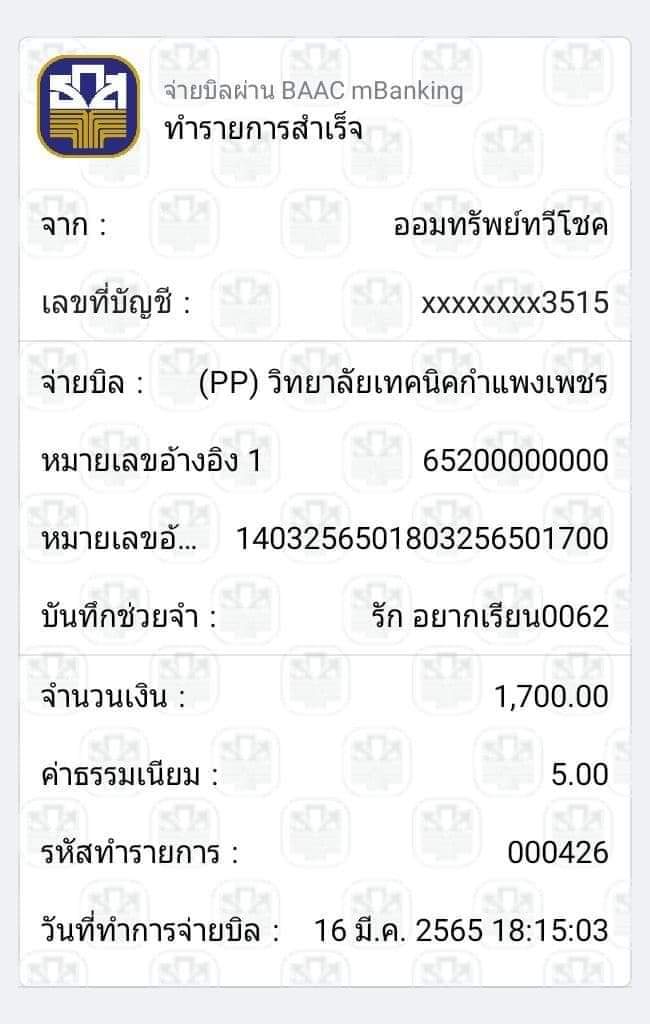 ธกส
จ่ายบิลผ่าน BAAC mBanking
ทำรายการสำเร็จ
จาก : ออมทรัพย์ทวีโชค
เลขที่บัญชี : xxxxxxxx3515
จ่ายบิล : (PP) วิทยาลัยเทคนิคกำแพงเพชร
หมายเลขอ้างอิง 1 65200000000
หมายเลขอ้... 1403256501803256501700
บันทึกช่วยจำ : รัก อยากเรียน0062
จำนวนเงิน : 1,700.00
ค่าธรรมเนียม : 5.00
รหัสทำรายการ : 000426
วันที่ทำการจ่ายบิล : 16 มี.ค. 2565 18:15:03